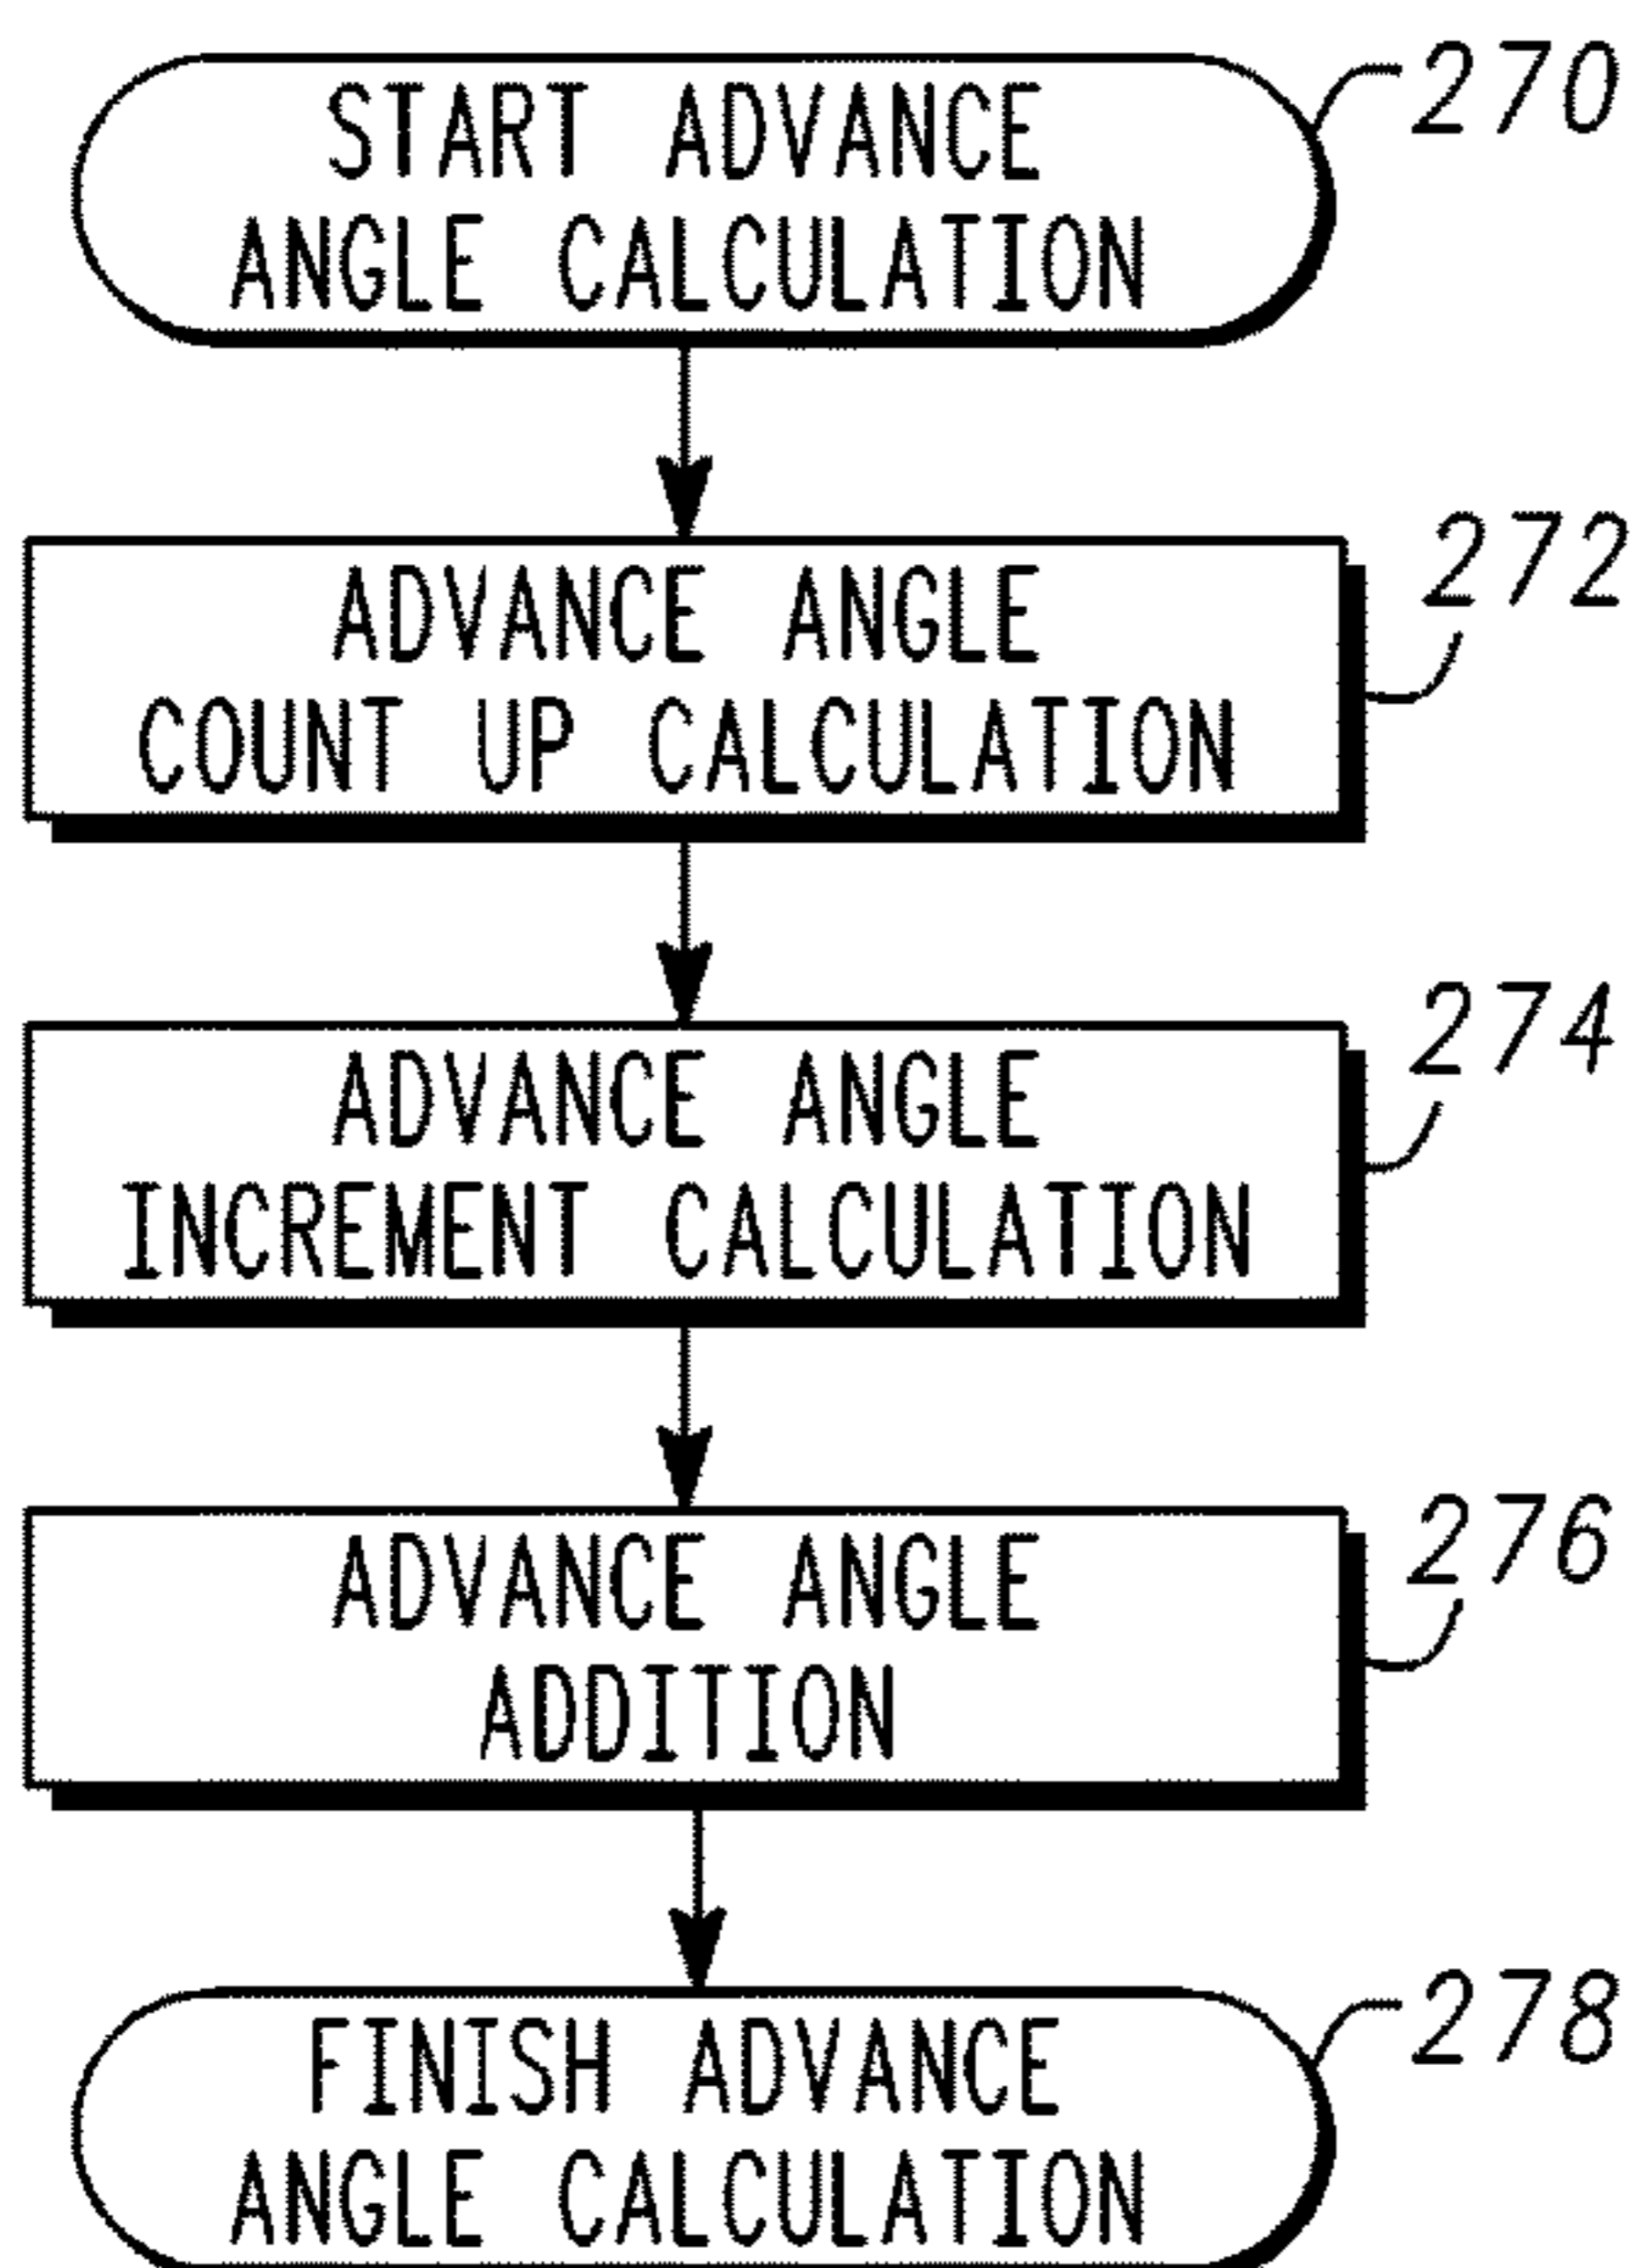 START ADVANCE
ANGLE CALCULATION
270
ADVANCE ANGLE
COUNT UP CALCULATION
272
ADVANCE ANGLE
INCREMENT CALCULATION
274
ADVANCE ANGLE
ADDITION
276
FINISH ADVANCE
ANGLE CALCULATION
278